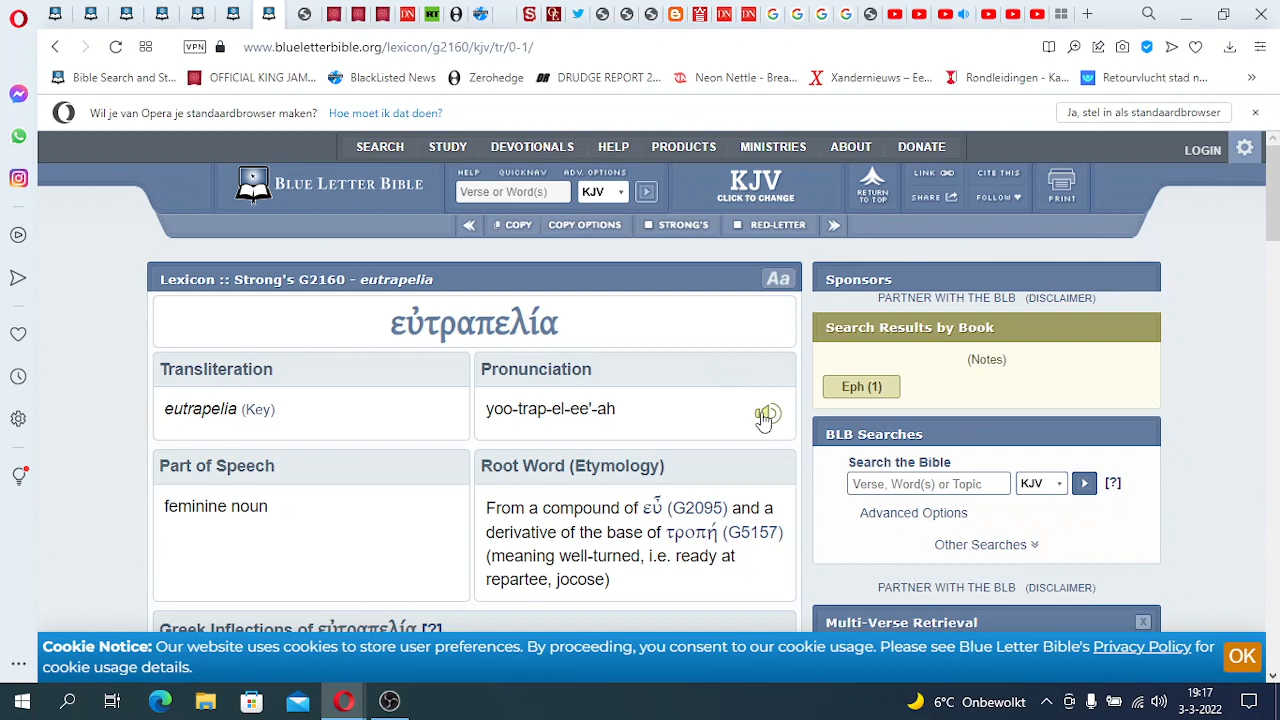 www.blueletterbible.org/lexicon/g2160/kjv/tr/0-1/
VPN
Bible Search and St...
OFFICIAL KING JAM...
BlackListed News
Zerohedge
DRUDGE REPORT 2...
Neon Nettle - Brea...
Xandernieuws – Ee...
Rondleidingen - Ka...
Retourvlucht stad n...
Wil je van Opera je standaardbrowser maken? Hoe moet ik dat doen?
Ja, stel in als standaardbrowser
SEARCH STUDY DEVOTIONALS HELP PRODUCTS MINISTRIES ABOUT DONATE
LOGIN
BLUE LETTER BIBLE
HELP QUICKNAV ADV. OPTIONS
Verse or Word(s) KJV
KJV
CLICK TO CHANGE
RETURN
TO TOP
LINK
CITE THIS
SHARE
FOLLOW
PRINT
COPY COPY OPTIONS STRONG'S RED-LETTER
Lexicon :: Strong's G2160 - eutrapelia
Aa
εὐτραπελία
Transliteration
eutrapelia (Key)
Pronunciation
yoo-trap-el-ee'-ah
Part of Speech
feminine noun
Root Word (Etymology)
From a compound of εὖ (G2095) and a
derivative of the base of τροπή (G5157)
(meaning well-turned, i.e. ready at
repartee, jocose)
Greek Inflections of εὐτραπελία [?]
Sponsors
PARTNER WITH THE BLB (DISCLAIMER)
Search Results by Book
(Notes)
Eph (1)
BLB Searches
Search the Bible
Verse, Word(s) or Topic KJV [?]
Advanced Options
Other Searches
PARTNER WITH THE BLB (DISCLAIMER)
Multi-Verse Retrieval
x
Cookie Notice: Our website uses cookies to store user preferences. By proceeding, you consent to our cookie usage. Please see Blue Letter Bible's Privacy Policy for
cookie usage details.
OK
6°C Onbewolkt
19:17
3-3-2022